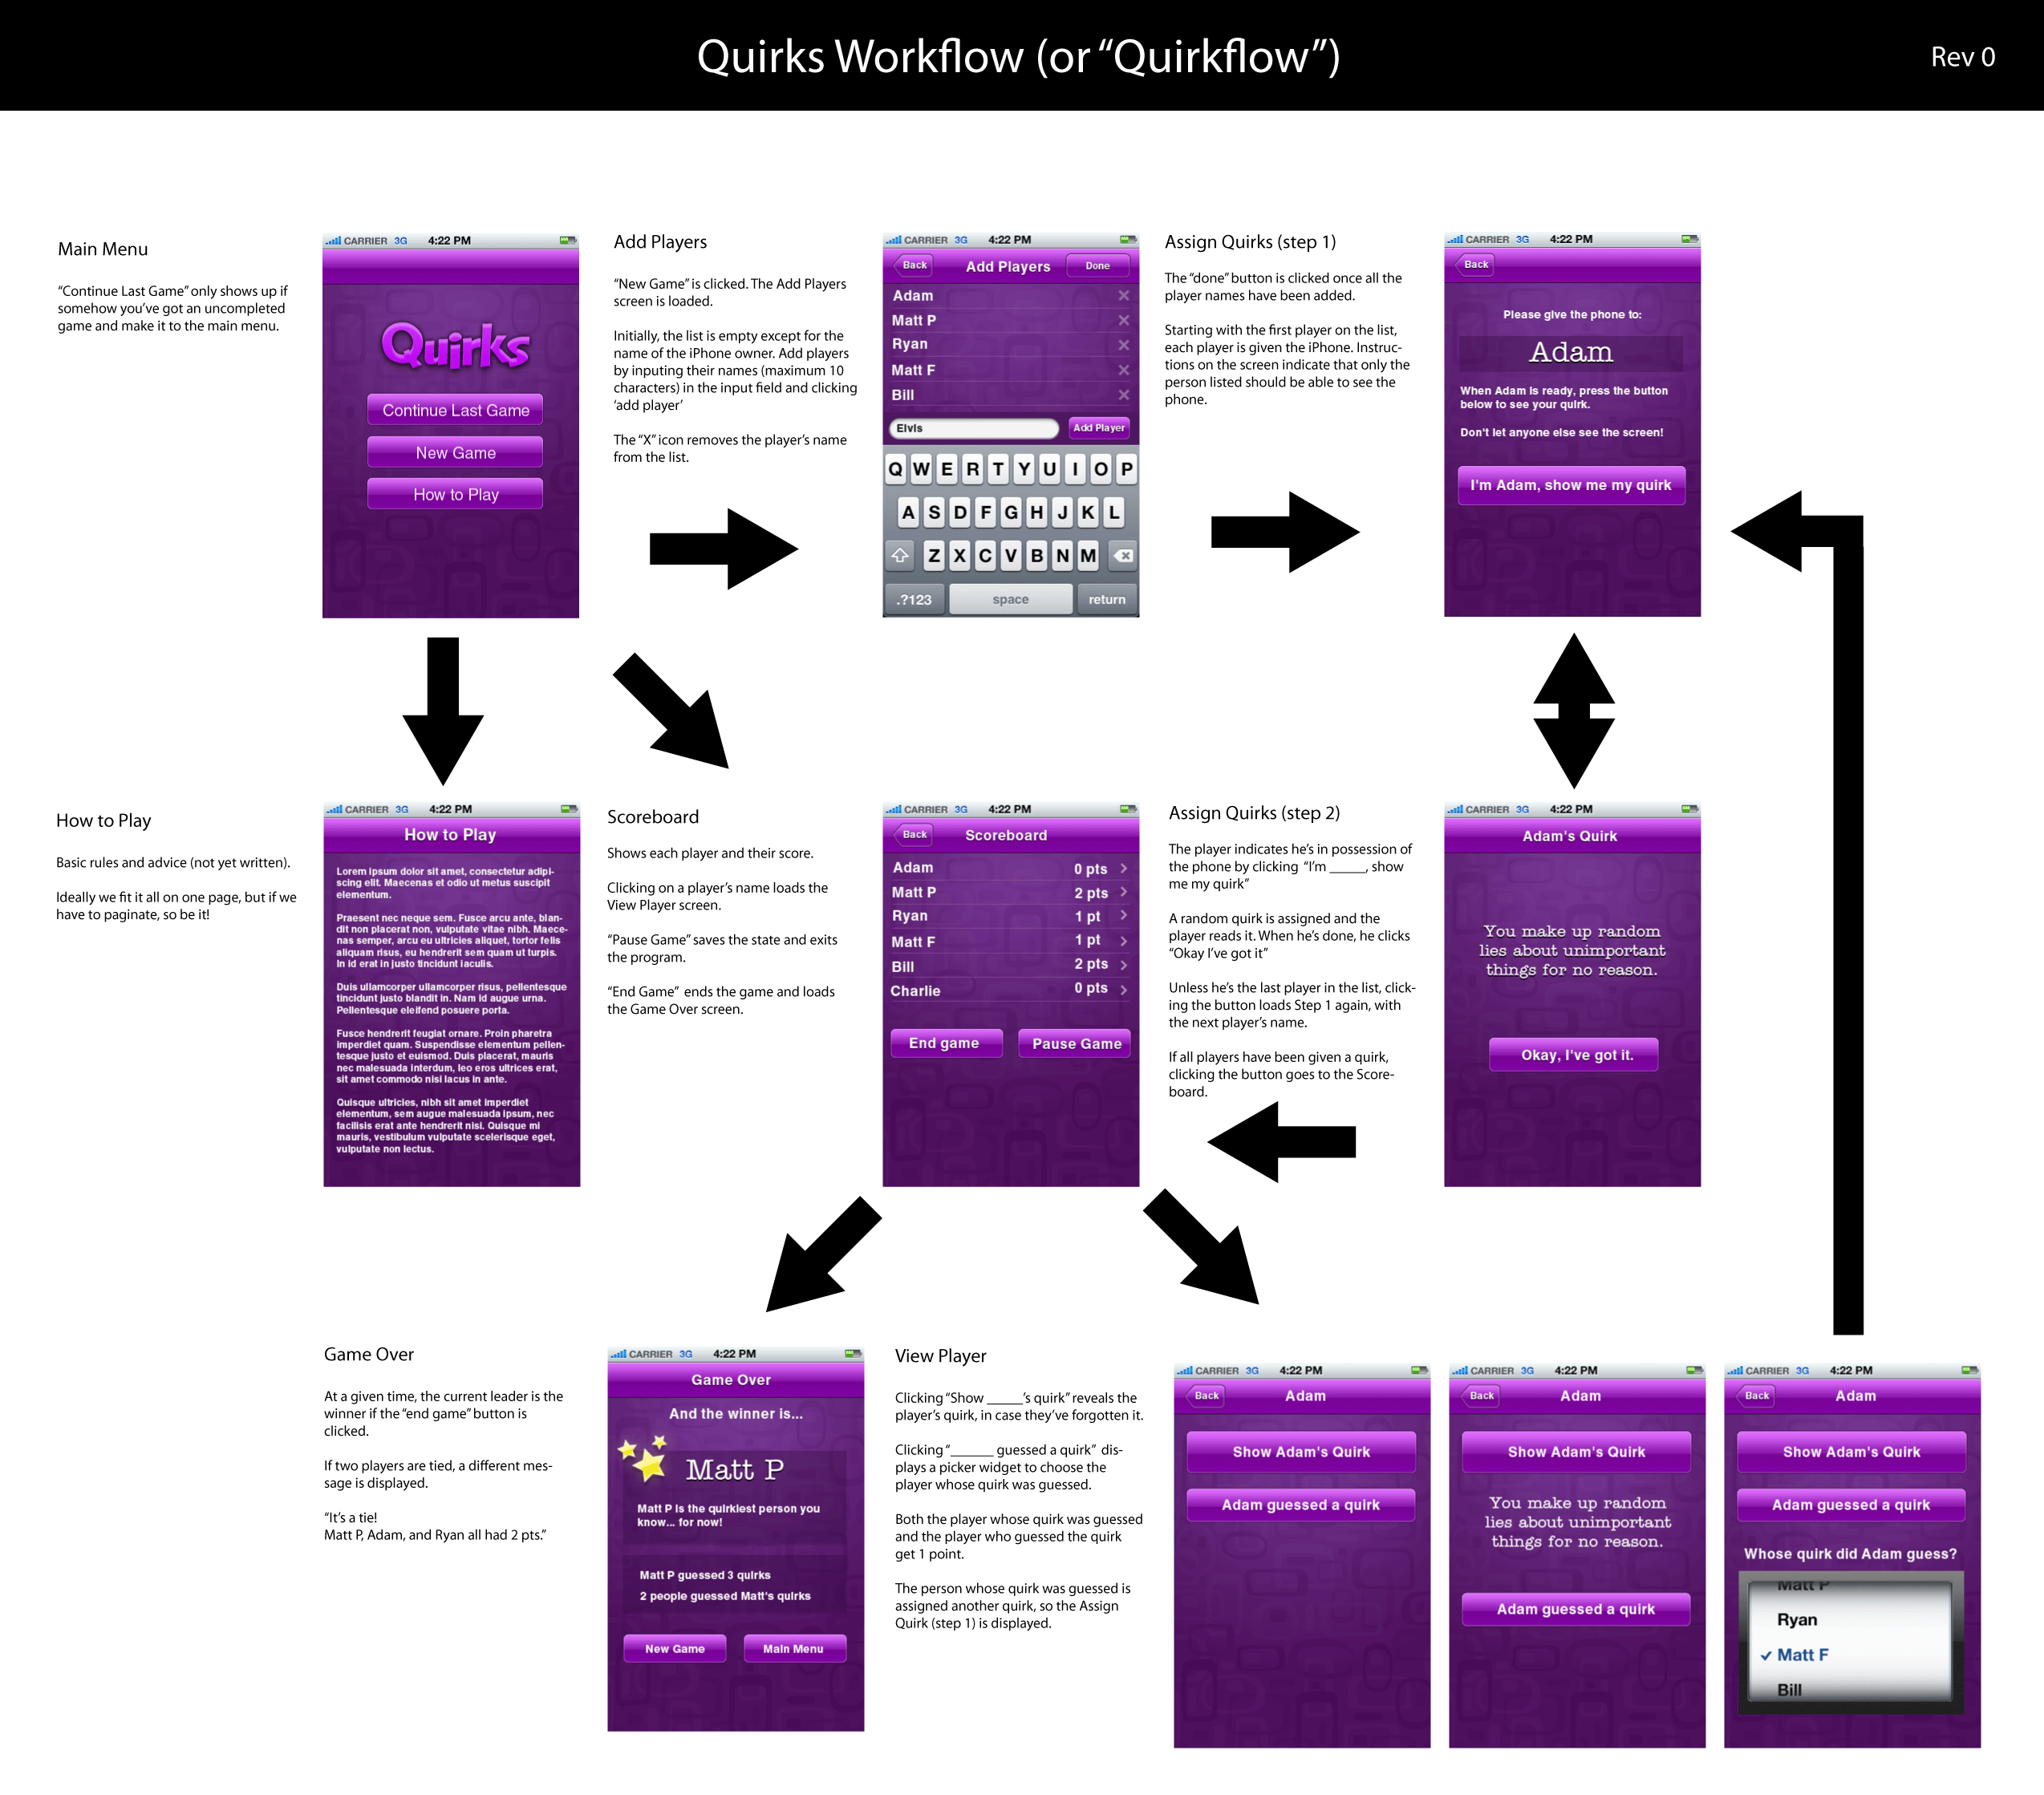 Quirks Workflow (or “Quirkflow”)
Rev 0
Main Menu
“Continue Last Game” only shows up if
somehow you’ve got an uncompleted
game and make it to the main menu.
CARRIER 3G 4:22 PM
Quirks
Continue Last Game
New Game
How to Play
Add Players
“New Game” is clicked. The Add Players
screen is loaded.
Initially, the list is empty except for the
name of the iPhone owner. Add players
by inputing their names (maximum 10
characters) in the input field and clicking
‘add player’
The “X” icon removes the player’s name
from the list.
CARRIER 3G 4:22 PM
Back Add Players Done
Adam
Matt P
Ryan
Matt F
Bill
Elvis Add Player
Q W E R T Y U I O P
A S D F G H J K L
Z X C V B N M
.?123 space return
Assign Quirks (step 1)
The “done” button is clicked once all the
player names have been added.
Starting with the first player on the list,
each player is given the iPhone. Instruc-
tions on the screen indicate that only the
person listed should be able to see the
phone.
CARRIER 3G 4:22 PM
Back
Please give the phone to:
Adam
When Adam is ready, press the button
below to see your quirk.
Don't let anyone else see the screen!
I'm Adam, show me my quirk
How to Play
Basic rules and advice (not yet written).
Ideally we fit it all on one page, but if we
have to paginate, so be it!
CARRIER 3G 4:22 PM
How to Play
Lorem ipsum dolor sit amet, consectetur adipi-
scing elit. Maecenas et odio ut metus suscipit
elementum.
Praesent nec neque sem. Fusce arcu ante, blan-
dit non placerat non, vulputate vitae nibh. Maece-
nas semper, arcu eu ultricies aliquet, tortor felis
aliquam risus, eu hendrerit sem quam ut turpis.
In id erat in justo tincidunt iaculis.
Duis ullamcorper ullamcorper risus, pellentesque
tincidunt justo blandit in. Nam id augue urna.
Pellentesque eleifend posuere porta.
Fusce hendrerit feugiat ornare. Proin pharetra
imperdiet quam. Suspendisse elementum pellen-
tesque justo et euismod. Duis placerat, mauris
nec malesuada interdum, leo eros ultrices erat,
sit amet commodo nisi lacus in ante.
Quisque ultricies, nibh sit amet imperdiet
elementum, sem augue malesuada ipsum, nec
facilisis erat ante hendrerit nisi. Quisque mi
mauris, vestibulum vulputate scelerisque eget,
vulputate non lectus.
Scoreboard
Shows each player and their score.
Clicking on a player’s name loads the
View Player screen.
“Pause Game” saves the state and exits
the program.
“End Game” ends the game and loads
the Game Over screen.
CARRIER 3G 4:22 PM
Back Scoreboard
Adam 0 pts
Matt P 2 pts
Ryan 1 pt
Matt F 1 pt
Bill 2 pts
Charlie 0 pts
End game Pause Game
Assign Quirks (step 2)
The player indicates he’s in possession of
the phone by clicking “I’m _____, show
me my quirk”
A random quirk is assigned and the
player reads it. When he’s done, he clicks
“Okay I’ve got it”
Unless he’s the last player in the list, click-
ing the button loads Step 1 again, with
the next player’s name.
If all players have been given a quirk,
clicking the button goes to the Score-
board.
CARRIER 3G 4:22 PM
Adam's Quirk
You make up random
lies about unimportant
things for no reason.
Okay, I've got it.
Game Over
At a given time, the current leader is the
winner if the “end game” button is
clicked.
If two players are tied, a different mes-
sage is displayed.
“It’s a tie!
Matt P, Adam, and Ryan all had 2 pts.”
CARRIER 3G 4:22 PM
Game Over
And the winner is...
Matt P
Matt P is the quirkiest person you
know... for now!
Matt P guessed 3 quirks
2 people guessed Matt's quirks
New Game Main Menu
View Player
Clicking “Show _____’s quirk” reveals the
player’s quirk, in case they’ve forgotten it.
Clicking “______ guessed a quirk” dis-
plays a picker widget to choose the
player whose quirk was guessed.
Both the player whose quirk was guessed
and the player who guessed the quirk
get 1 point.
The person whose quirk was guessed is
assigned another quirk, so the Assign
Quirk (step 1) is displayed.
CARRIER 3G 4:22 PM
Back Adam
Show Adam's Quirk
Adam guessed a quirk
CARRIER 3G 4:22 PM
Back Adam
Show Adam's Quirk
You make up random
lies about unimportant
things for no reason.
Adam guessed a quirk
CARRIER 3G 4:22 PM
Back Adam
Show Adam's Quirk
Adam guessed a quirk
Whose quirk did Adam guess?
Matt P
Ryan
Matt F
Bill